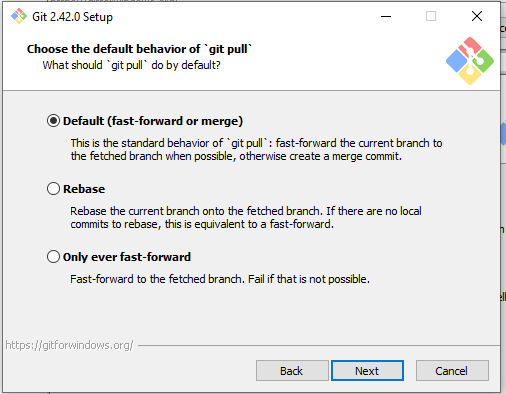 Git 2.42.0 Setup
Choose the default behavior of `git pull`
What should `git pull` do by default?
Default (fast-forward or merge)
This is the standard behavior of `git pull`: fast-forward the current branch to
the fetched branch when possible, otherwise create a merge commit.
Rebase
Rebase the current branch onto the fetched branch. If there are no local
commits to rebase, this is equivalent to a fast-forward.
Only ever fast-forward
Fast-forward to the fetched branch. Fail if that is not possible.
https://gitforwindows.org/
Back
Next
Cancel